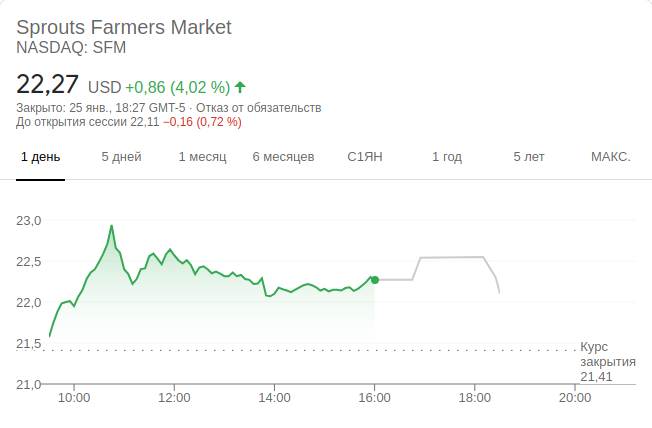 Sprouts Farmers Market
NASDAQ: SFM
22,27 USD +0,86 (4,02 %)
Закрыто: 25 янв., 18:27 GMT-5 · Отказ от обязательств
До открытия сессии 22,11 −0,16 (0,72 %)
1 день 5 дней 1 месяц 6 месяцев С1ЯН 1 год 5 лет МАКС.
23,0
22,5
22,0
21,5
21,0
Курс
закрытия
21,41
10:00 12:00 14:00 16:00 18:00 20:00